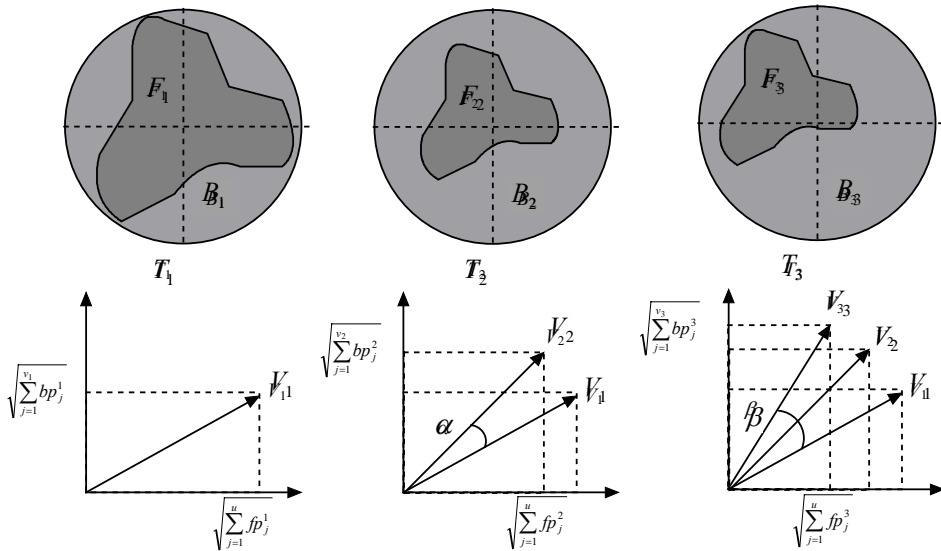 F₁ F₂ F₃
B₁ B₂ B₃
T₁ T₂ T₃
√(∑_{j=1}^{v₁} bp_j^1) V₁ √(∑_{j=1}^{u} fp_j^1)
√(∑_{j=1}^{v₂} bp_j^2) V₂ V₁ α √(∑_{j=1}^{u} fp_j^2)
√(∑_{j=1}^{v₃} bp_j^3) V₃ V₂ V₁ β √(∑_{j=1}^{u} fp_j^3)